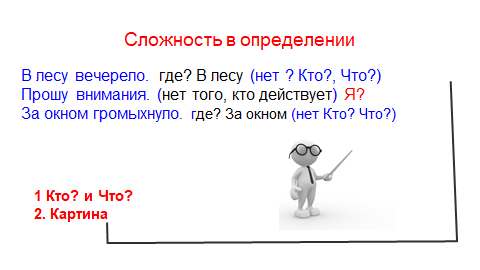 Сложность в определении
В лесу вечерело. где? В лесу (нет ? Кто?, Что?)
Прошу внимания. (нет того, кто действует) Я?
За окном громыхнуло. где? За окном (нет Кто? Что?)
1 Кто? и Что?
2. Картина